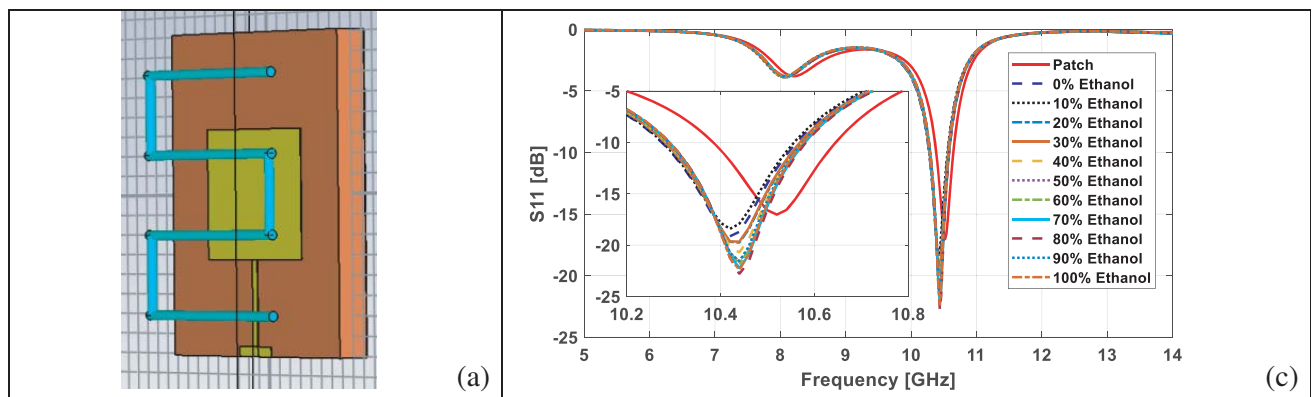 (a)
0
-5
-10
-15
-20
-25
S11 [dB]
5
6
7
8
9
10
11
12
13
14
Frequency [GHz]
-5
-10
-15
-20
-25
10.2
10.4
10.6
10.8
Patch
0% Ethanol
10% Ethanol
20% Ethanol
30% Ethanol
40% Ethanol
50% Ethanol
60% Ethanol
70% Ethanol
80% Ethanol
90% Ethanol
100% Ethanol
(c)